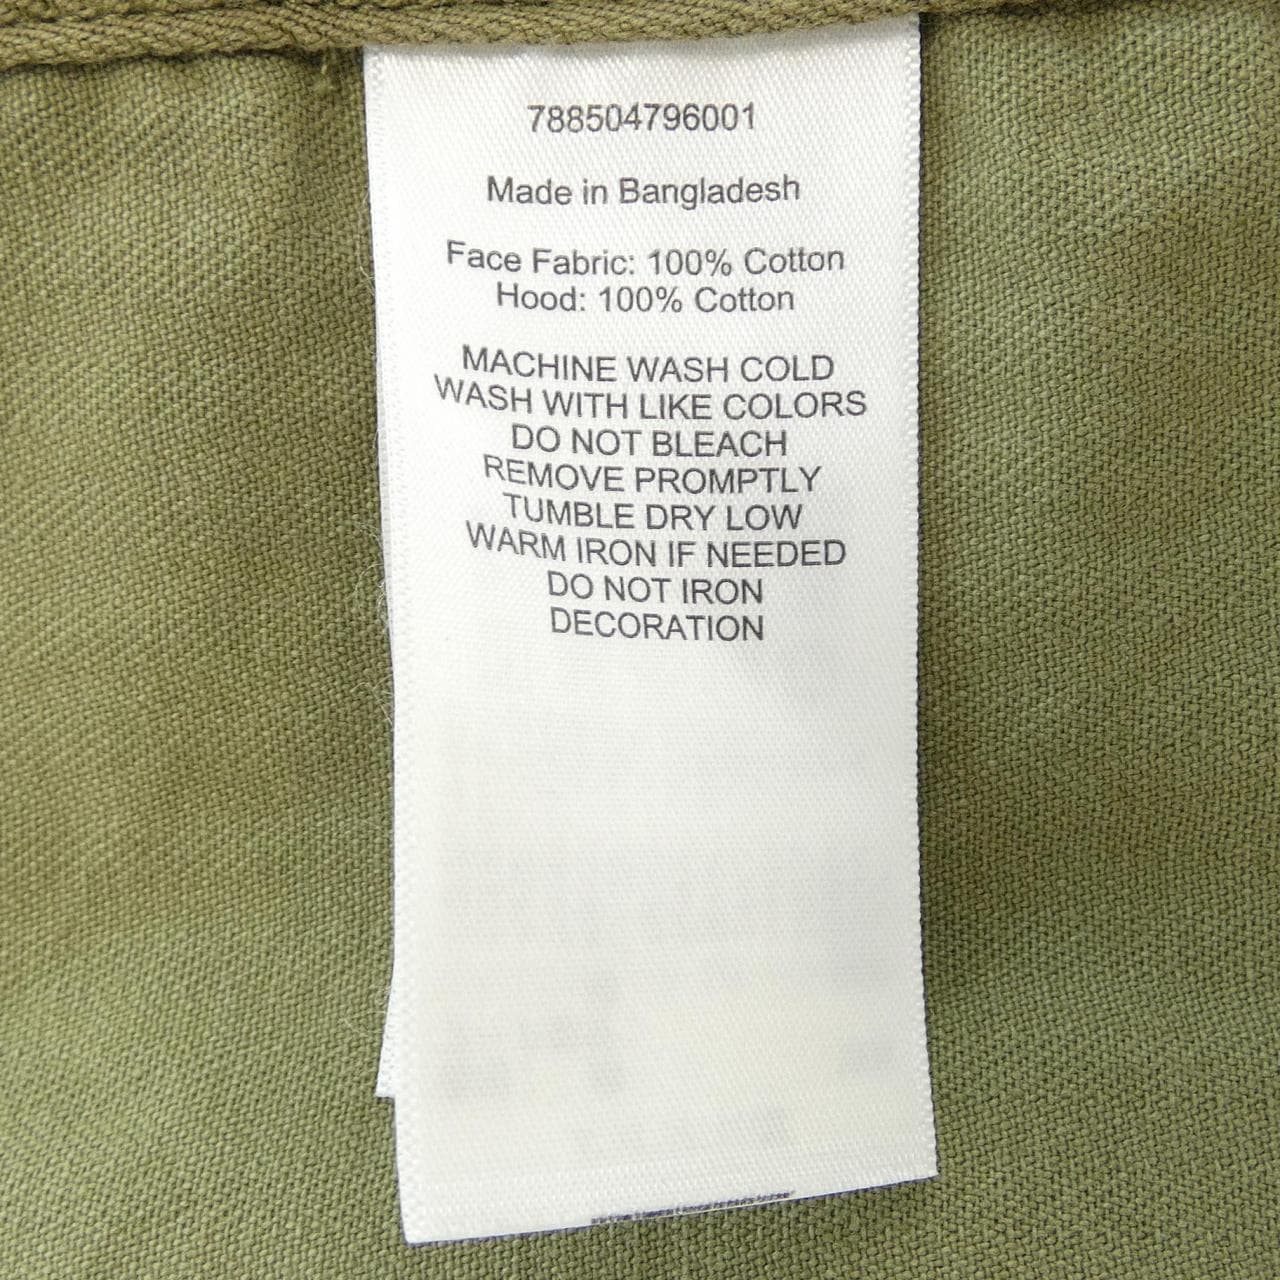 788504796001
Made in Bangladesh
Face Fabric: 100% Cotton
Hood: 100% Cotton
MACHINE WASH COLD
WASH WITH LIKE COLORS
DO NOT BLEACH
REMOVE PROMPTLY
TUMBLE DRY LOW
WARM IRON IF NEEDED
DO NOT IRON
DECORATION